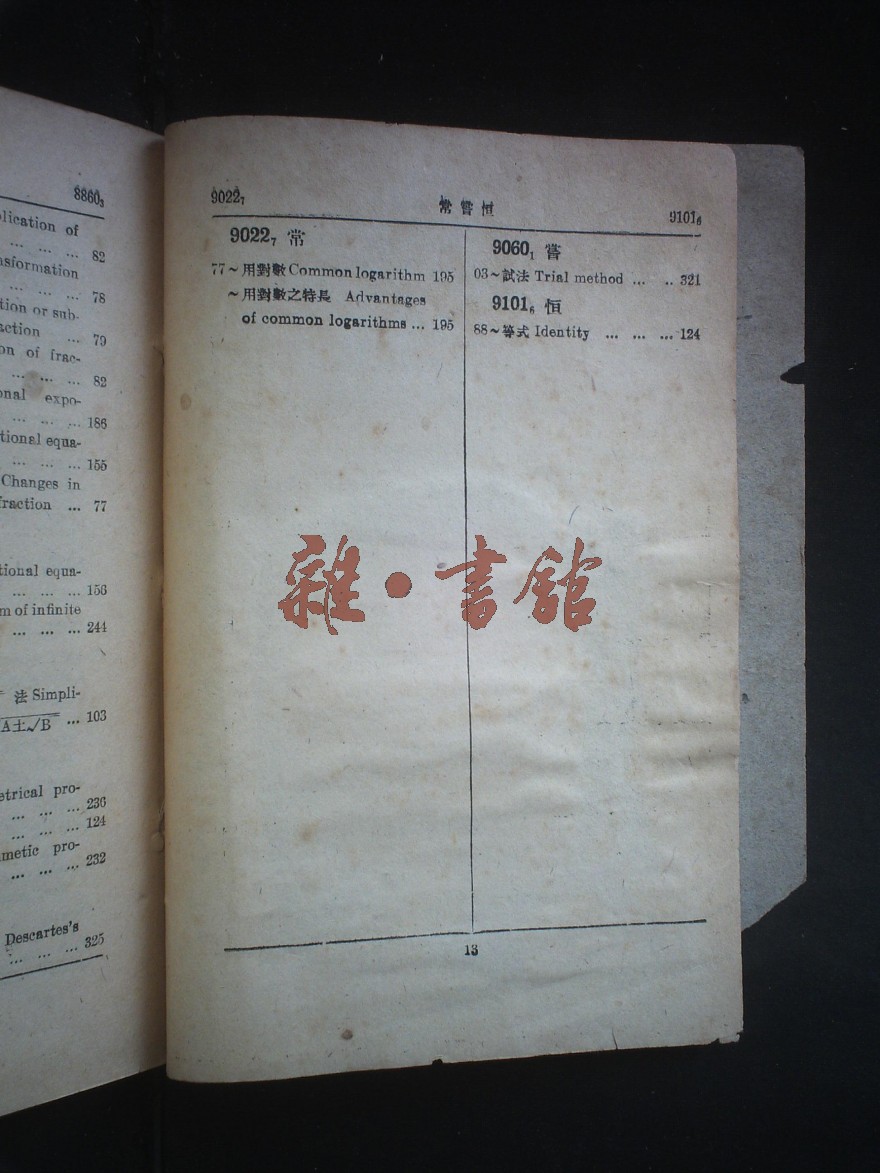 8860₃
lication of
... ... ... 82
nsformation
... ... ... 78
tion or sub-
action ... 79
on of frac-
... ... ... 82
onal expo-
... ... ... 186
tional equa-
... ... ... 155
Changes in
fraction ... 77
tional equa-
... ... ... 156
m of infinite
... ... ... 244
法 Simpli-
A±√B ... 103
etrical pro-
... ... ... 236
... ... ... 124
metic pro-
... ... ... 232
Descartes's
... ... ... 325
9022₇ 常嘗恒 9101₆
9022₇ 常
77～用對數 Common logarithm 195
～用對數之特長 Advantages
of common logarithms ... 195
9060₁ 嘗
03～試法 Trial method ... .. 321
9101₆ 恒
88～等式 Identity ... ... ... 124
雜·書館
13